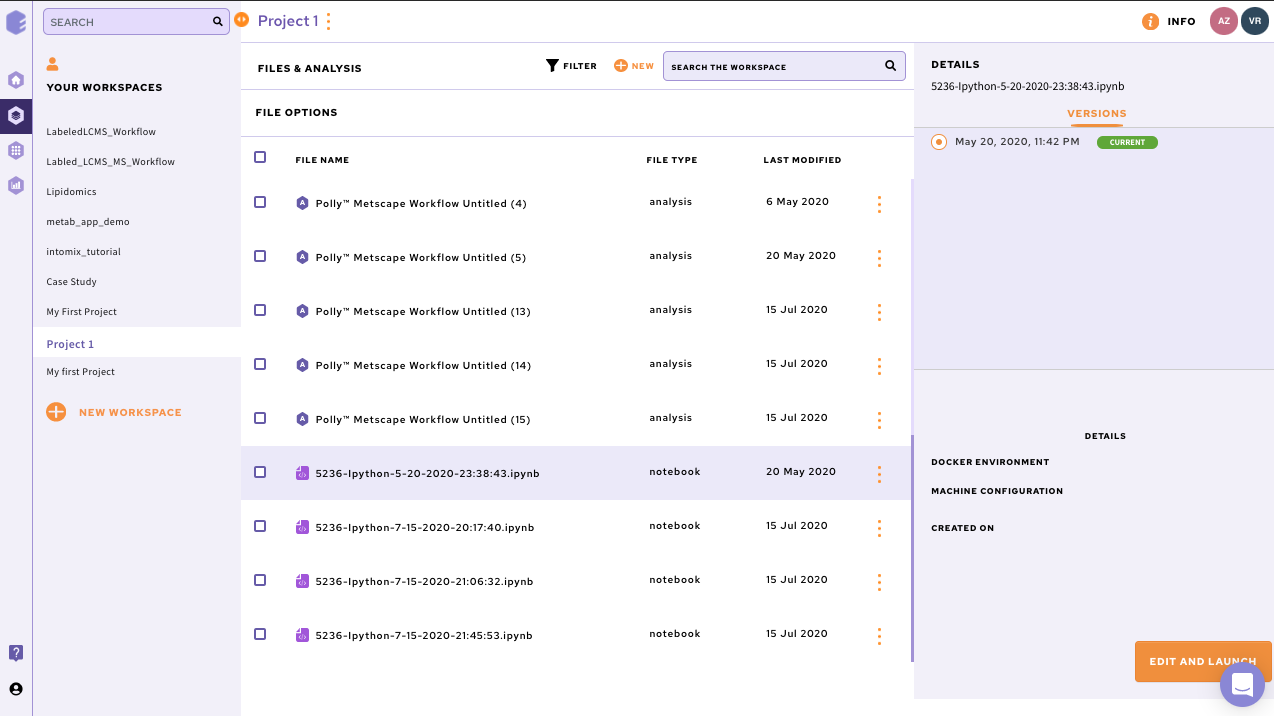 SEARCH
Project 1
i INFO AZ VR
YOUR WORKSPACES
LabeledLCMS_Workflow
Labled_LCMS_MS_Workflow
Lipidomics
metab_app_demo
intomix_tutorial
Case Study
My First Project
Project 1
My first Project
NEW WORKSPACE
FILES & ANALYSIS FILTER NEW SEARCH THE WORKSPACE
FILE OPTIONS
FILE NAME FILE TYPE LAST MODIFIED
A Polly™ Metscape Workflow Untitled (4) analysis 6 May 2020
A Polly™ Metscape Workflow Untitled (5) analysis 20 May 2020
A Polly™ Metscape Workflow Untitled (13) analysis 15 Jul 2020
A Polly™ Metscape Workflow Untitled (14) analysis 15 Jul 2020
A Polly™ Metscape Workflow Untitled (15) analysis 15 Jul 2020
5236-Ipython-5-20-2020-23:38:43.ipynb notebook 20 May 2020
5236-Ipython-7-15-2020-20:17:40.ipynb notebook 15 Jul 2020
5236-Ipython-7-15-2020-21:06:32.ipynb notebook 15 Jul 2020
5236-Ipython-7-15-2020-21:45:53.ipynb notebook 15 Jul 2020
DETAILS
5236-Ipython-5-20-2020-23:38:43.ipynb
VERSIONS
May 20, 2020, 11:42 PM CURRENT
DETAILS
DOCKER ENVIRONMENT
MACHINE CONFIGURATION
CREATED ON
EDIT AND LAUNCH
?